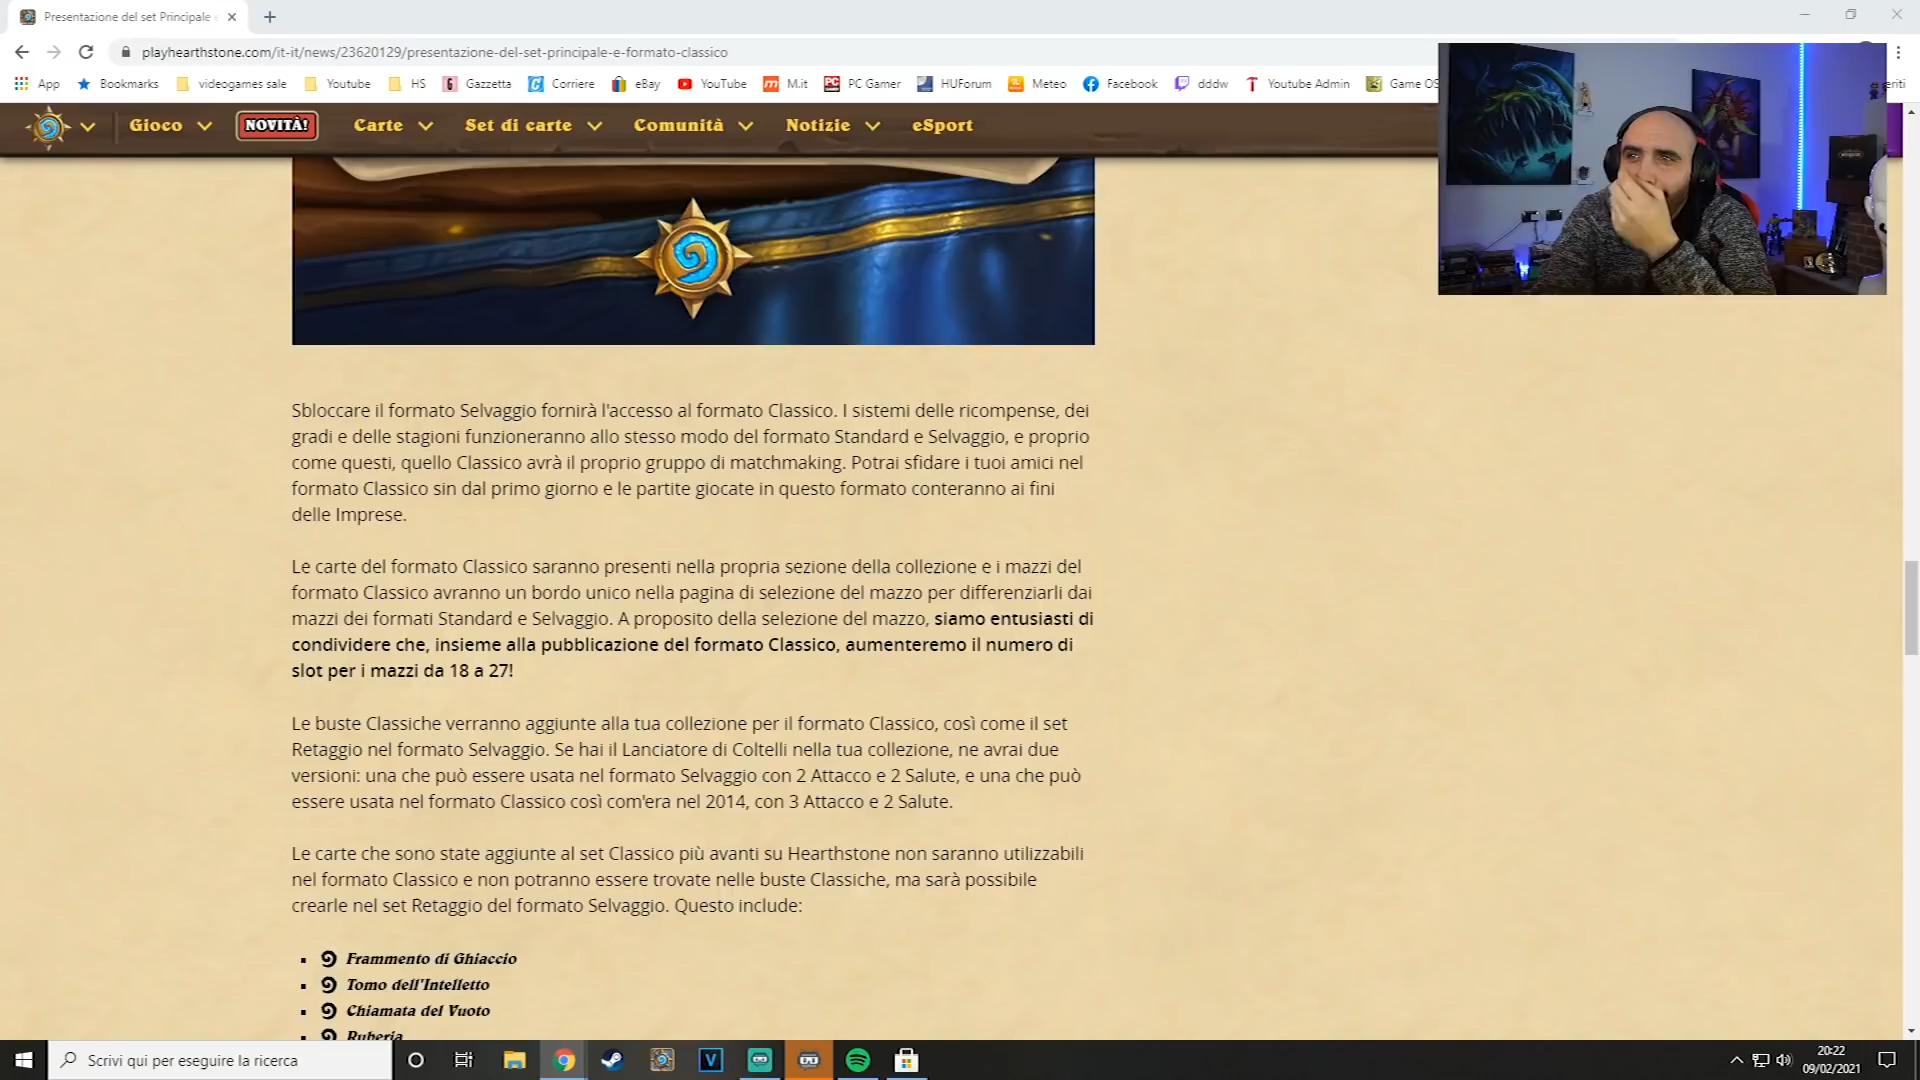 Presentazione del set Principale
playhearthstone.com/it-it/news/23620129/presentazione-del-set-principale-e-formato-classico
App Bookmarks videogames sale Youtube HS Gazzetta Corriere eBay YouTube M.it PC Gamer HUForum Meteo Facebook dddw Youtube Admin Game OS
Gioco NOVITÀ! Carte Set di carte Comunità Notizie eSport
Sbloccare il formato Selvaggio fornirà l'accesso al formato Classico. I sistemi delle ricompense, dei
gradi e delle stagioni funzioneranno allo stesso modo del formato Standard e Selvaggio, e proprio
come questi, quello Classico avrà il proprio gruppo di matchmaking. Potrai sfidare i tuoi amici nel
formato Classico sin dal primo giorno e le partite giocate in questo formato conteranno ai fini
delle Imprese.
Le carte del formato Classico saranno presenti nella propria sezione della collezione e i mazzi del
formato Classico avranno un bordo unico nella pagina di selezione del mazzo per differenziarli dai
mazzi dei formati Standard e Selvaggio. A proposito della selezione del mazzo, siamo entusiasti di
condividere che, insieme alla pubblicazione del formato Classico, aumenteremo il numero di
slot per i mazzi da 18 a 27!
Le buste Classiche verranno aggiunte alla tua collezione per il formato Classico, così come il set
Retaggio nel formato Selvaggio. Se hai il Lanciatore di Coltelli nella tua collezione, ne avrai due
versioni: una che può essere usata nel formato Selvaggio con 2 Attacco e 2 Salute, e una che può
essere usata nel formato Classico così com'era nel 2014, con 3 Attacco e 2 Salute.
Le carte che sono state aggiunte al set Classico più avanti su Hearthstone non saranno utilizzabili
nel formato Classico e non potranno essere trovate nelle buste Classiche, ma sarà possibile
crearle nel set Retaggio del formato Selvaggio. Questo include:
Frammento di Ghiaccio
Tomo dell'Intelletto
Chiamata del Vuoto
Ruberia
Scrivi qui per eseguire la ricerca
20:22
09/02/2021